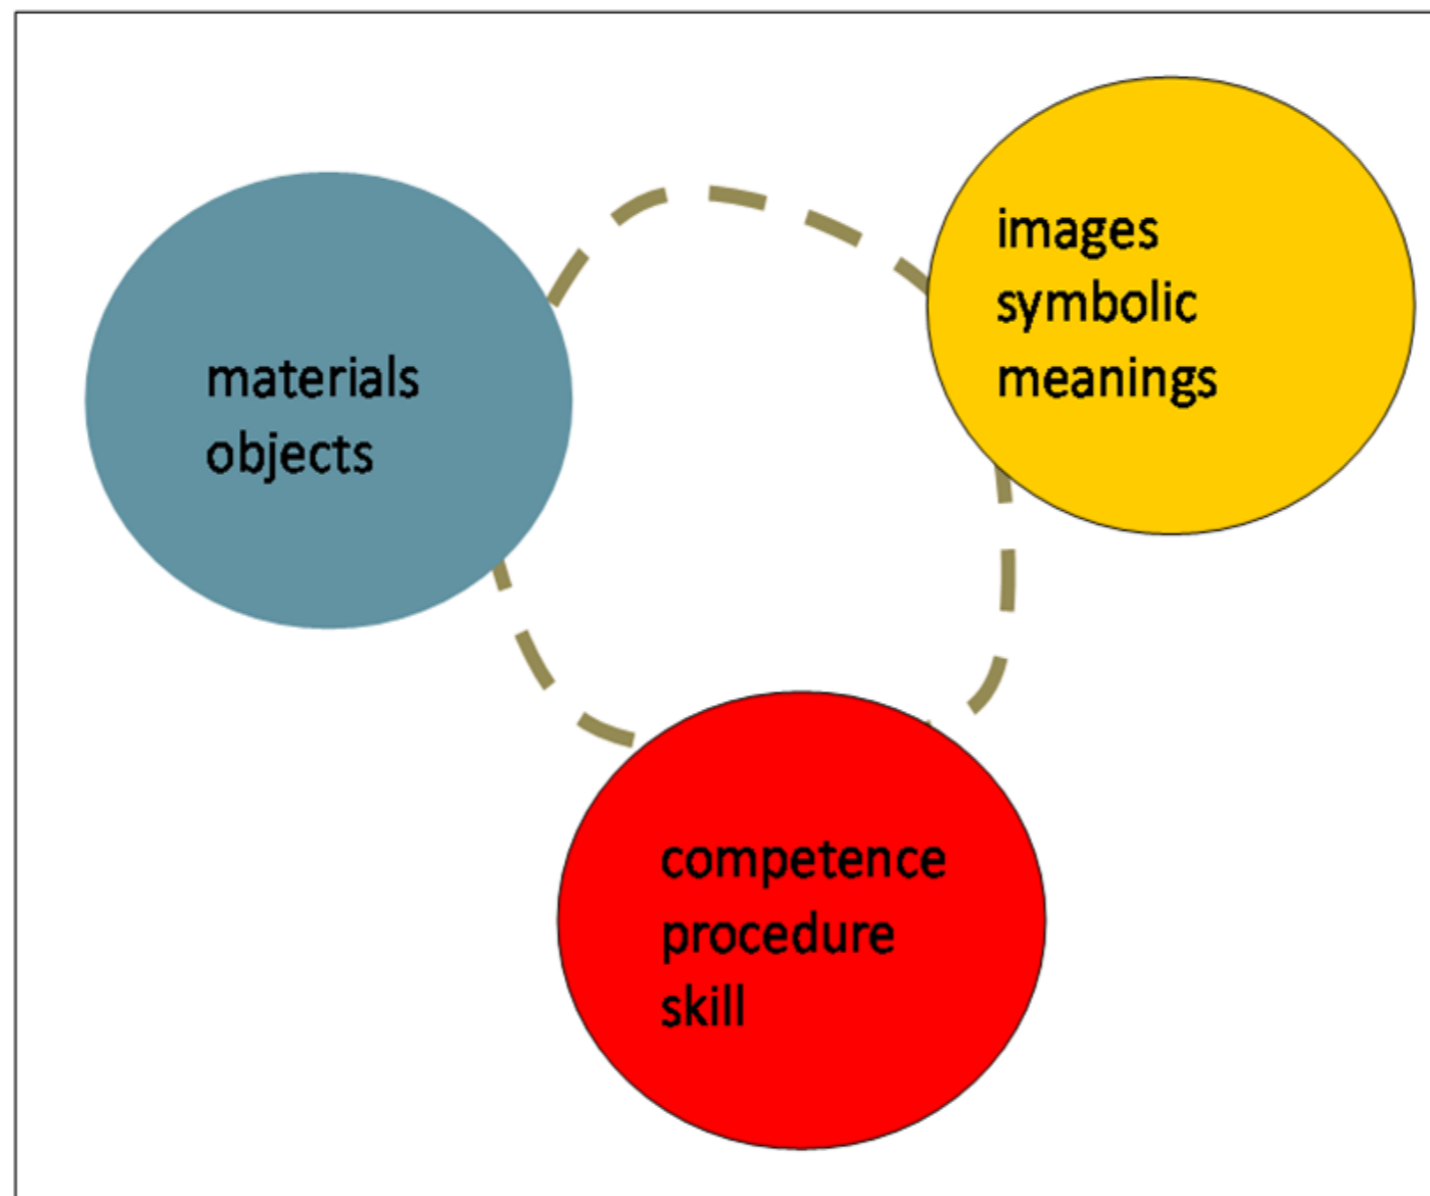 materials
objects
images
symbolic
meanings
competence
procedure
skill